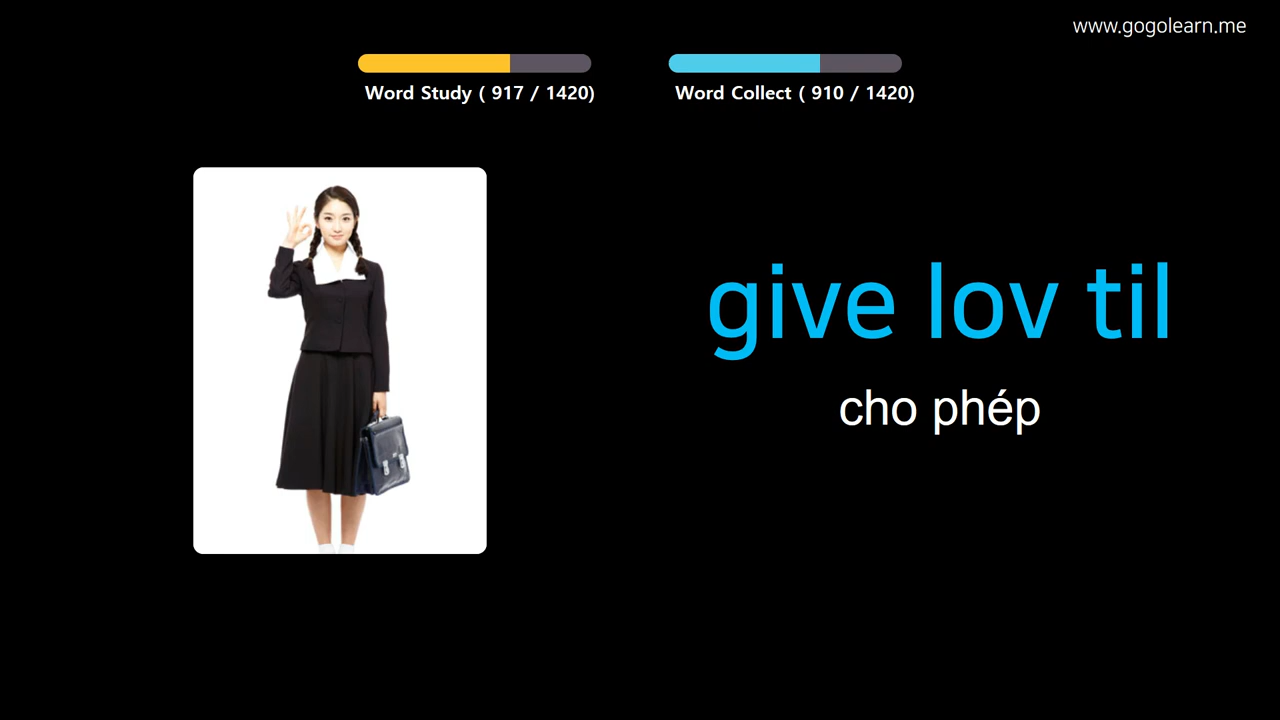 www.gogolearn.me
Word Study ( 917 / 1420)
Word Collect ( 910 / 1420)
give lov til
cho phép